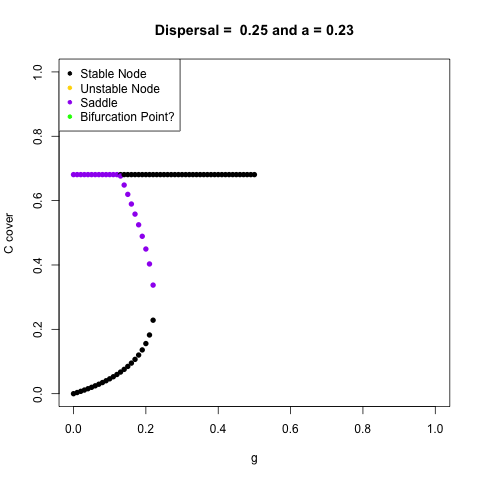 Dispersal =  0.25 and a = 0.23
Stable Node
Unstable Node
Saddle
Bifurcation Point?
C cover
1.0
0.8
0.6
0.4
0.2
0.0
0.0 0.2 0.4 0.6 0.8 1.0
g